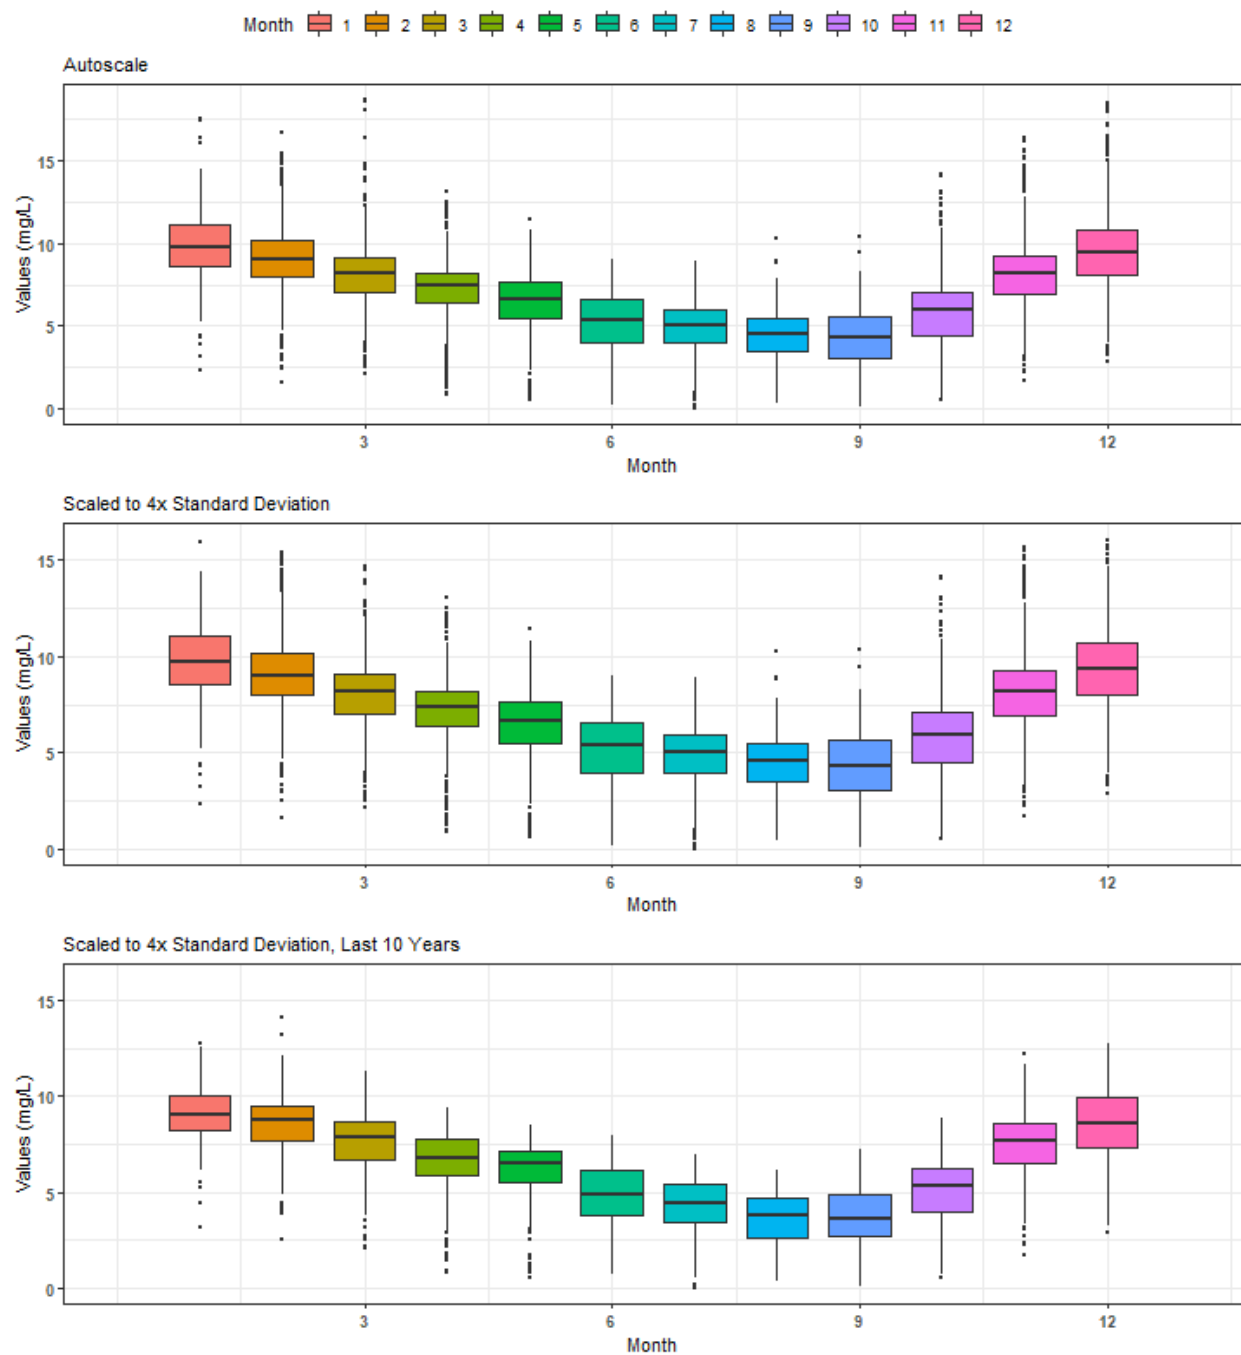 Month 1 2 3 4 5 6 7 8 9 10 11 12
Autoscale
Values (mg/L)
15
10
5
0
3 6 9 12
Month
Scaled to 4x Standard Deviation
Values (mg/L)
15
10
5
0
3 6 9 12
Month
Scaled to 4x Standard Deviation, Last 10 Years
Values (mg/L)
15
10
5
0
3 6 9 12
Month